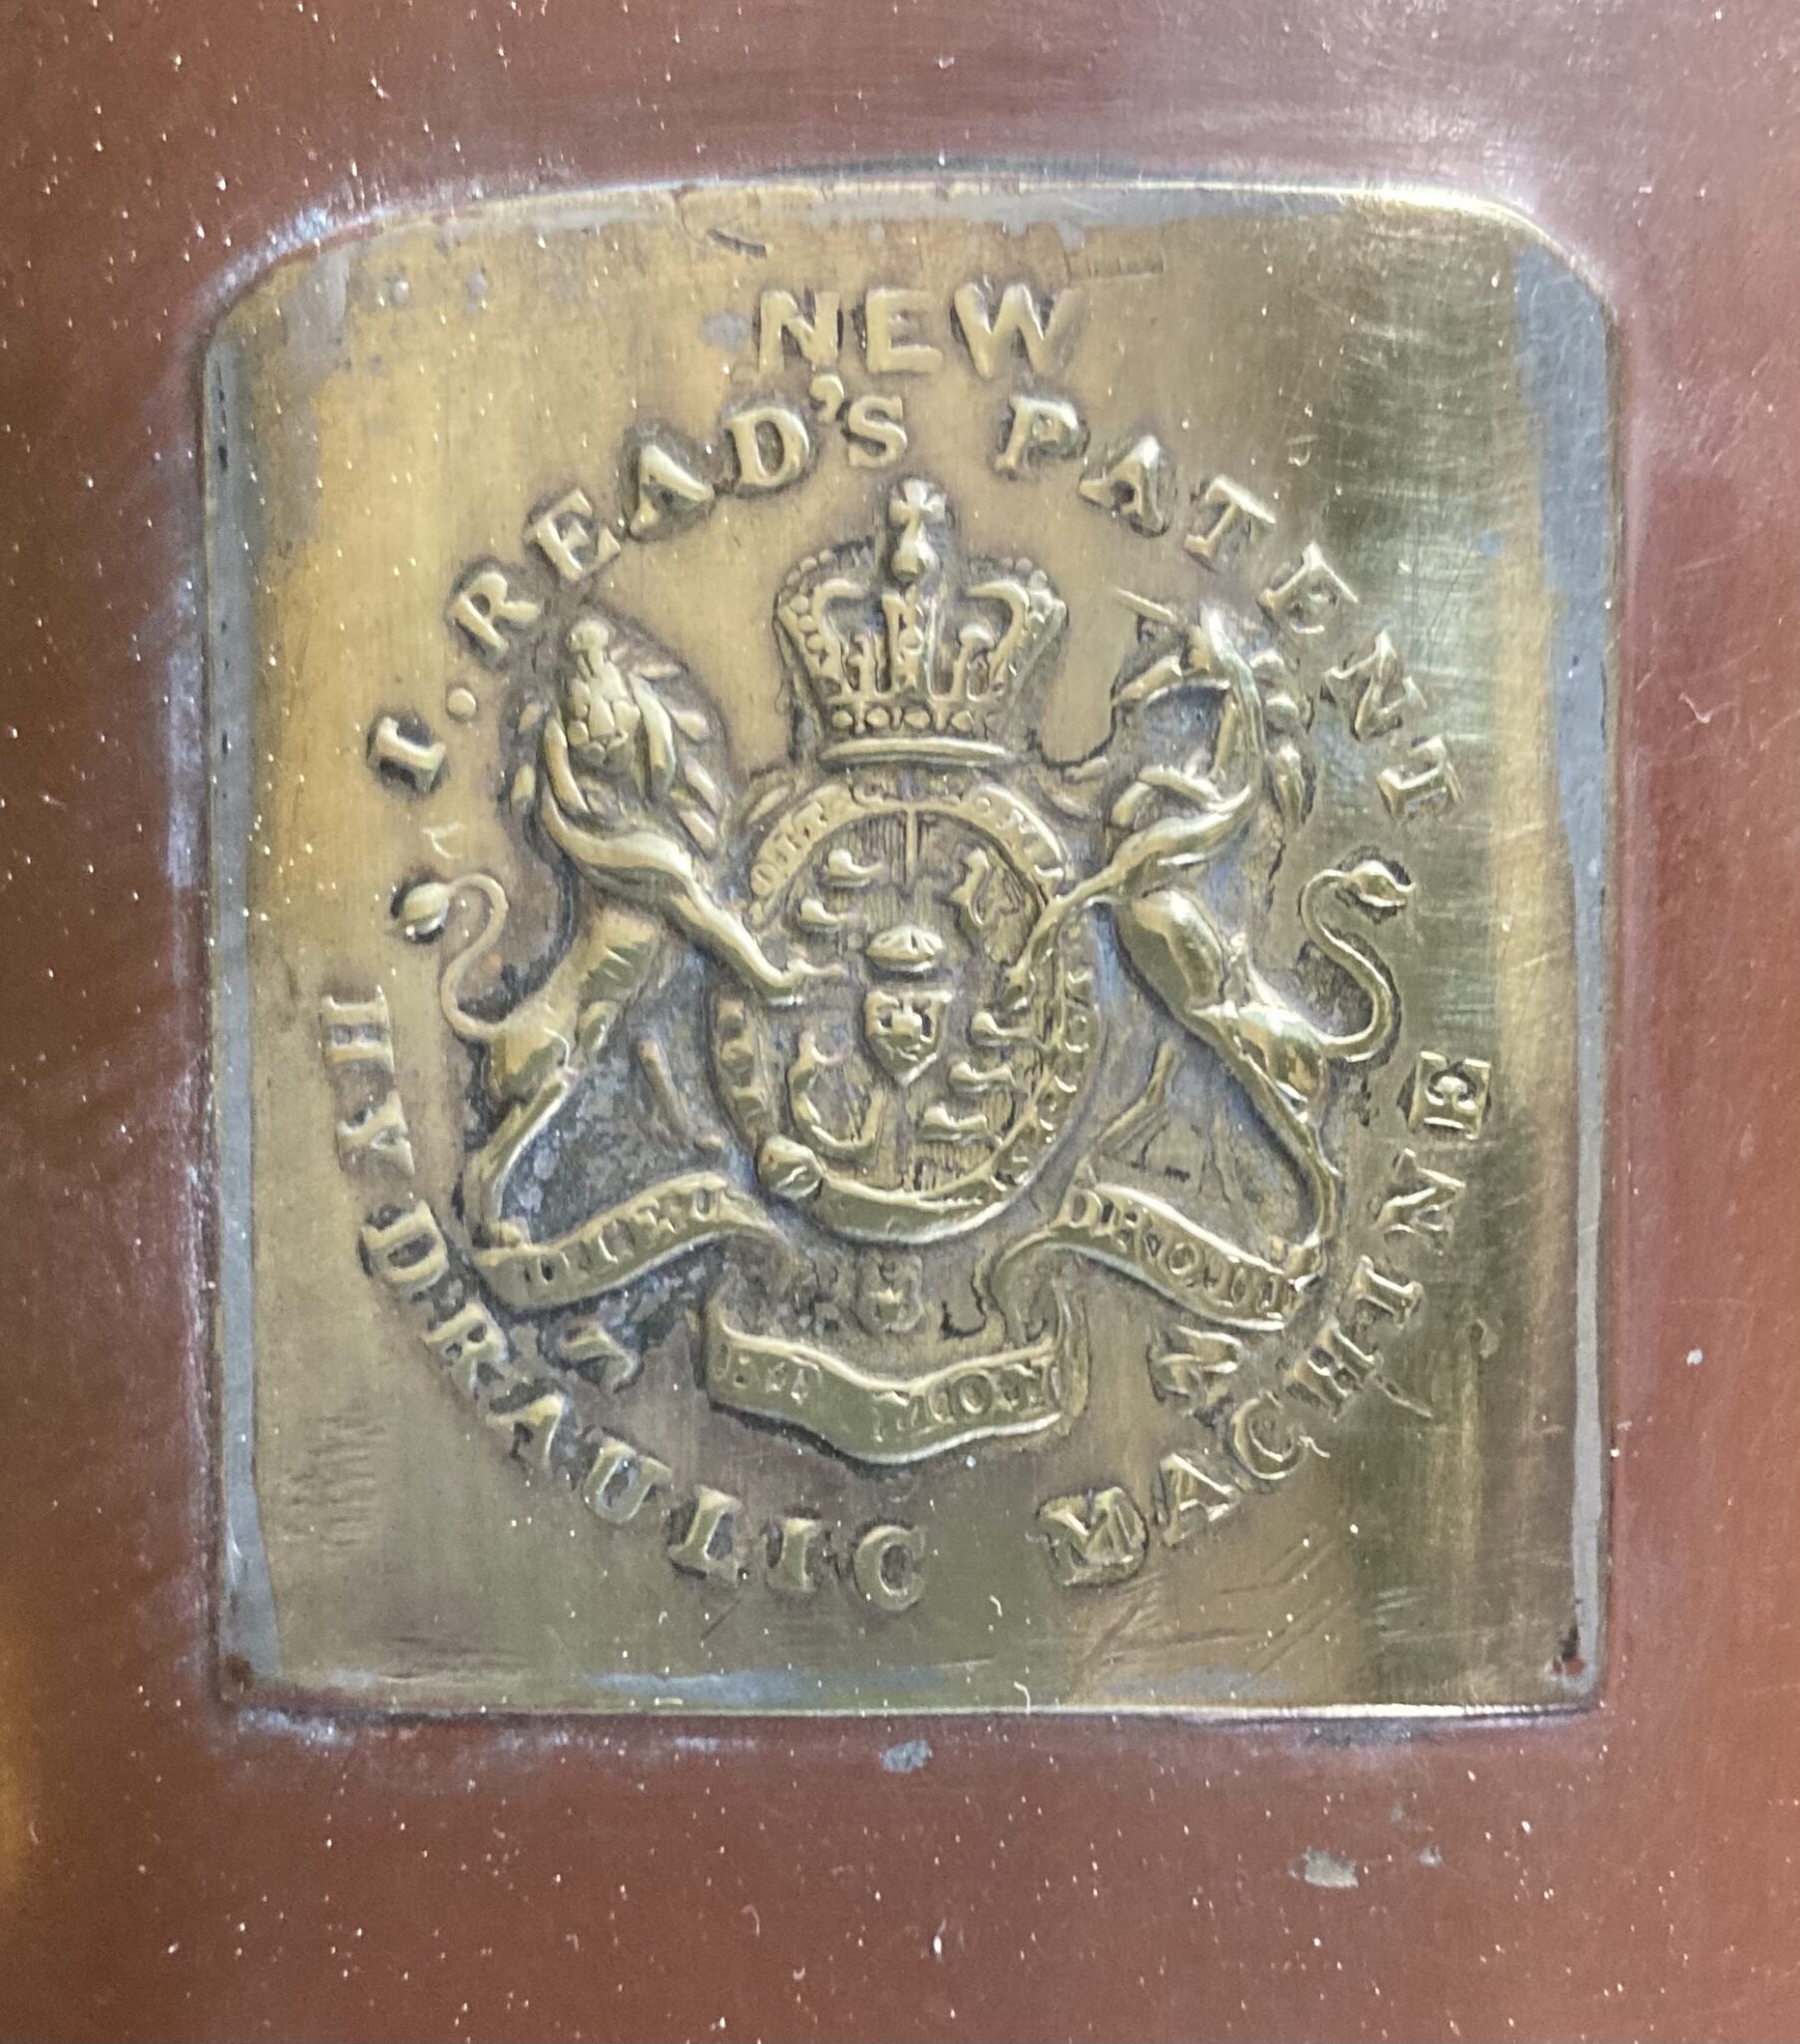 NEW
I. READ'S PATENT
HYDRAULIC MACHINE
DIEU
ET MON
DROIT